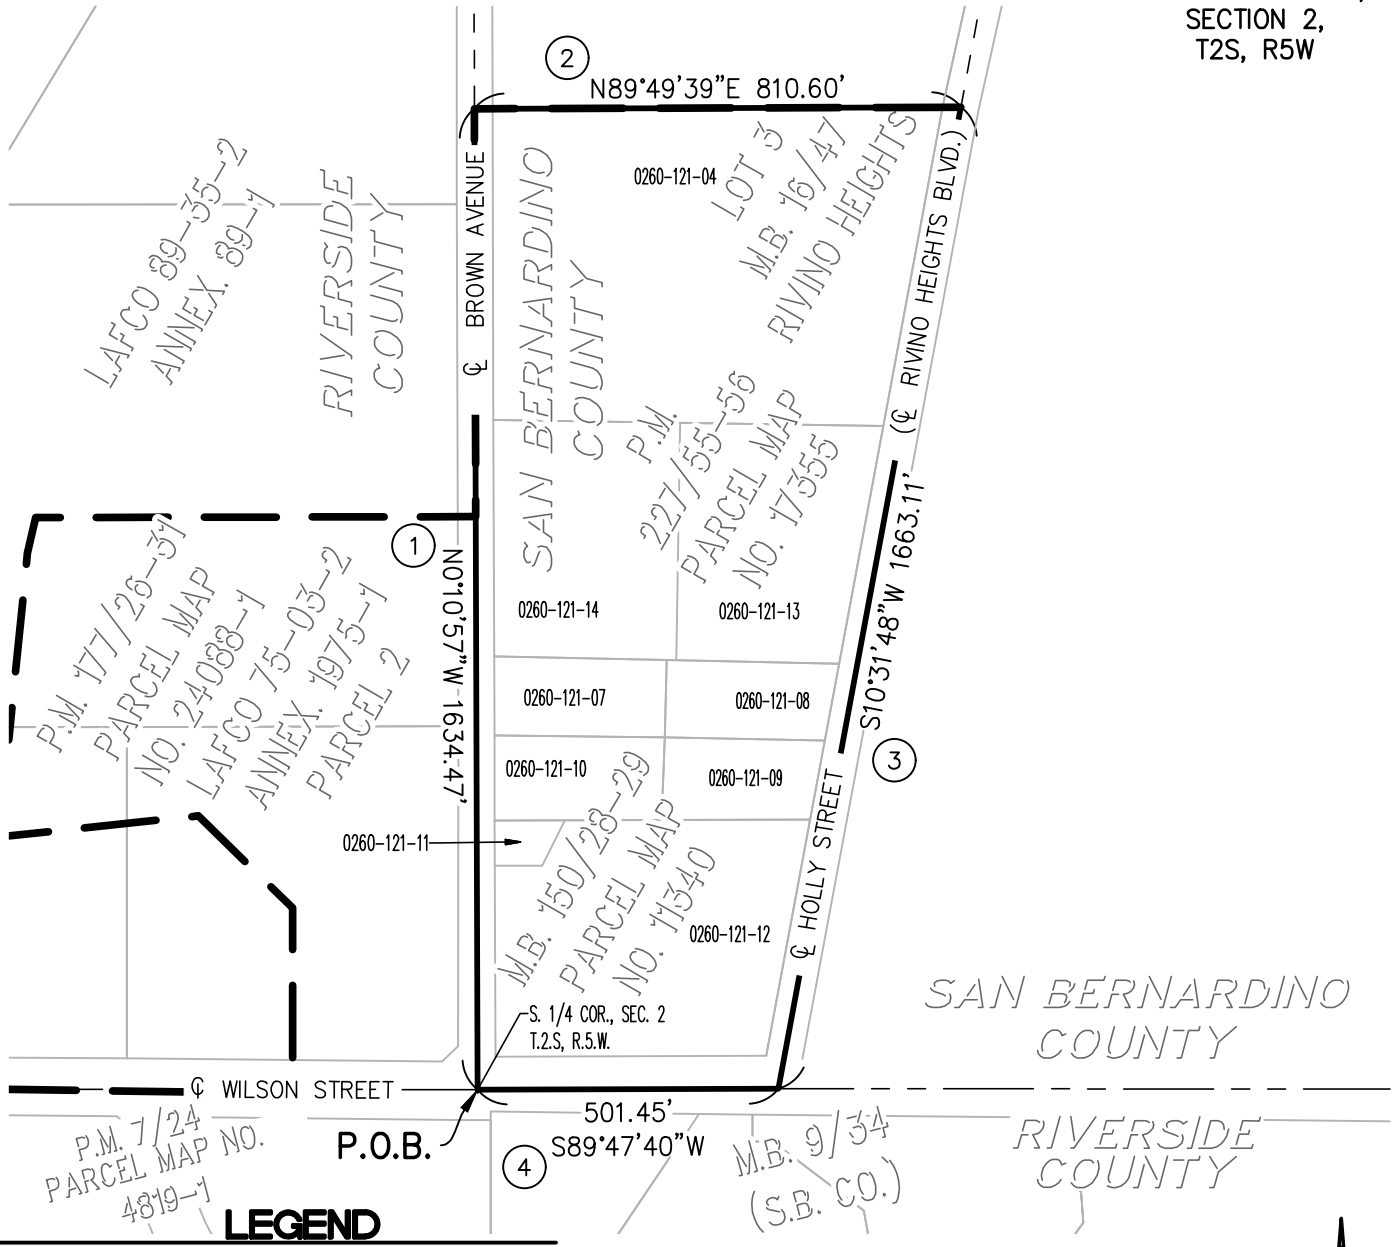 SECTION 2,
T2S, R5W
2
N89°49'39"E 810.60'
LAFCO 89-35-2
ANNEX. 89-1
RIVERSIDE
COUNTY
℄ BROWN AVENUE
SAN BERNARDINO
COUNTY
0260-121-04
LOT 3
M.B. 16/47
RIVINO HEIGHTS
(℄ RIVINO HEIGHTS BLVD.)
P.M.
227/55-56
PARCEL MAP
NO. 17355
1
N0°10'57"W 1634.47'
S10°31'48"W 1663.11'
P.M. 177/26-31
PARCEL MAP
NO. 24088-1
LAFCO 75-03-2
ANNEX. 1975-1
PARCEL 2
0260-121-14
0260-121-13
0260-121-07
0260-121-08
3
0260-121-10
0260-121-09
0260-121-11
℄ HOLLY STREET
M.B. 150/28-29
PARCEL MAP
NO. 11340
0260-121-12
S. 1/4 COR., SEC. 2
T.2.S, R.5.W.
SAN BERNARDINO
COUNTY
℄ WILSON STREET
501.45'
S89°47'40"W
4
P.O.B.
P.M. 7/24
PARCEL MAP NO.
4819-1
M.B. 9/34
(S.B. CO.)
RIVERSIDE
COUNTY
LEGEND